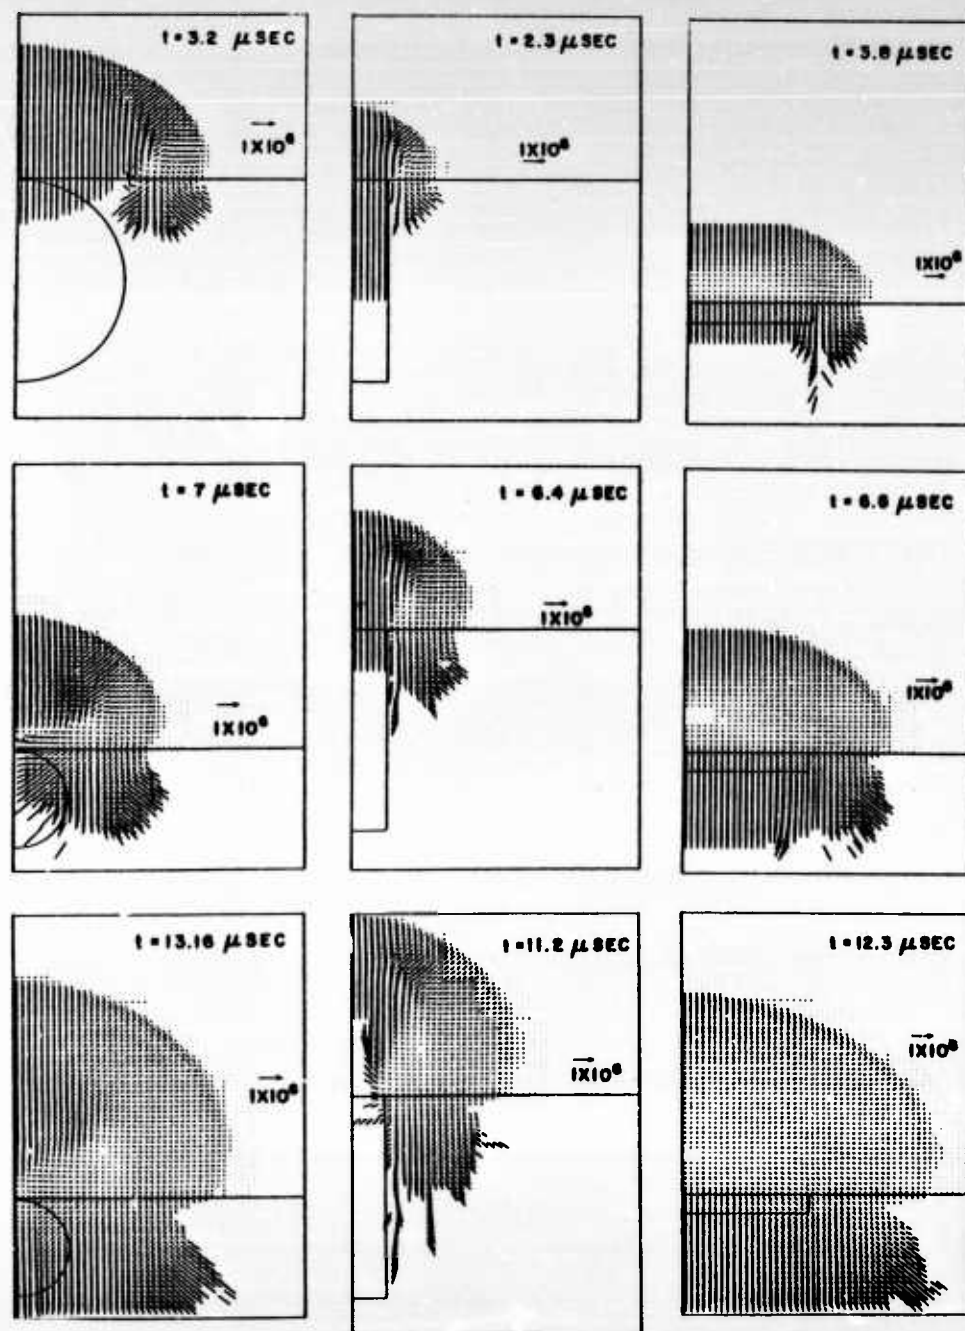 t=3.2 μSEC
1X10⁶
t=2.3 μSEC
1X10⁶
t=3.8 μSEC
1X10⁶
t = 7 μSEC
1X10⁶
t = 6.4 μSEC
1X10⁶
t = 6.6 μSEC
1X10⁶
t=13.16 μSEC
1X10⁶
t=11.2 μSEC
1X10⁶
t=12.3 μSEC
1X10⁶